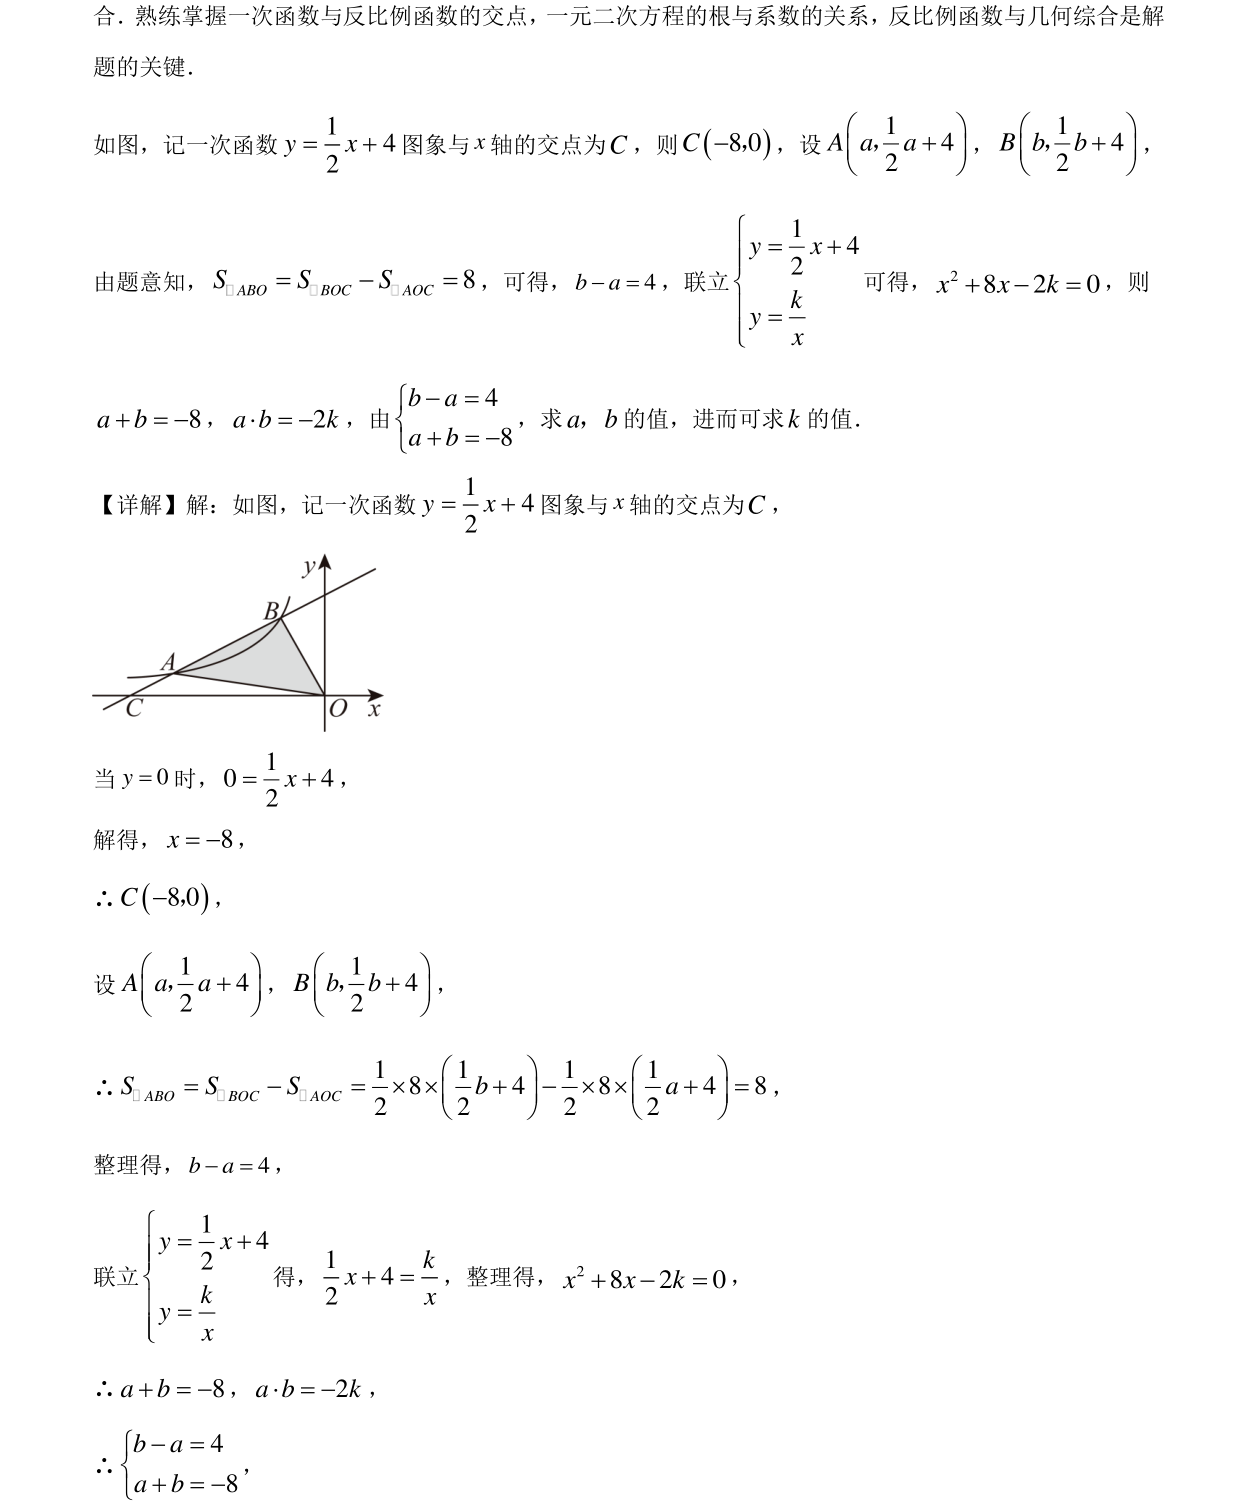 合．熟练掌握一次函数与反比例函数的交点，一元二次方程的根与系数的关系，反比例函数与几何综合是解
题的关键．
如图，记一次函数 y = 1/2 x + 4 图象与 x 轴的交点为 C ，则 C(−8,0) ，设 A(a, 1/2 a + 4) ， B(b, 1/2 b + 4) ，
由题意知， S□ABO = S□BOC − S□AOC = 8 ，可得， b − a = 4 ，联立 { y = 1/2 x + 4 y = k/x 可得， x² + 8x − 2k = 0 ，则
a + b = −8 ， a·b = −2k ，由 { b − a = 4 a + b = −8 ，求 a， b 的值，进而可求 k 的值．
【详解】解：如图，记一次函数 y = 1/2 x + 4 图象与 x 轴的交点为 C ，
y
B
A
C
O
x
当 y = 0 时， 0 = 1/2 x + 4 ，
解得， x = −8 ，
∴ C(−8,0) ，
设 A(a, 1/2 a + 4) ， B(b, 1/2 b + 4) ，
∴ S□ABO = S□BOC − S□AOC = 1/2 × 8 × (1/2 b + 4) − 1/2 × 8 × (1/2 a + 4) = 8 ，
整理得， b − a = 4 ，
联立 { y = 1/2 x + 4 y = k/x 得， 1/2 x + 4 = k/x ，整理得， x² + 8x − 2k = 0 ，
∴ a + b = −8 ， a·b = −2k ，
∴ { b − a = 4 a + b = −8 ，